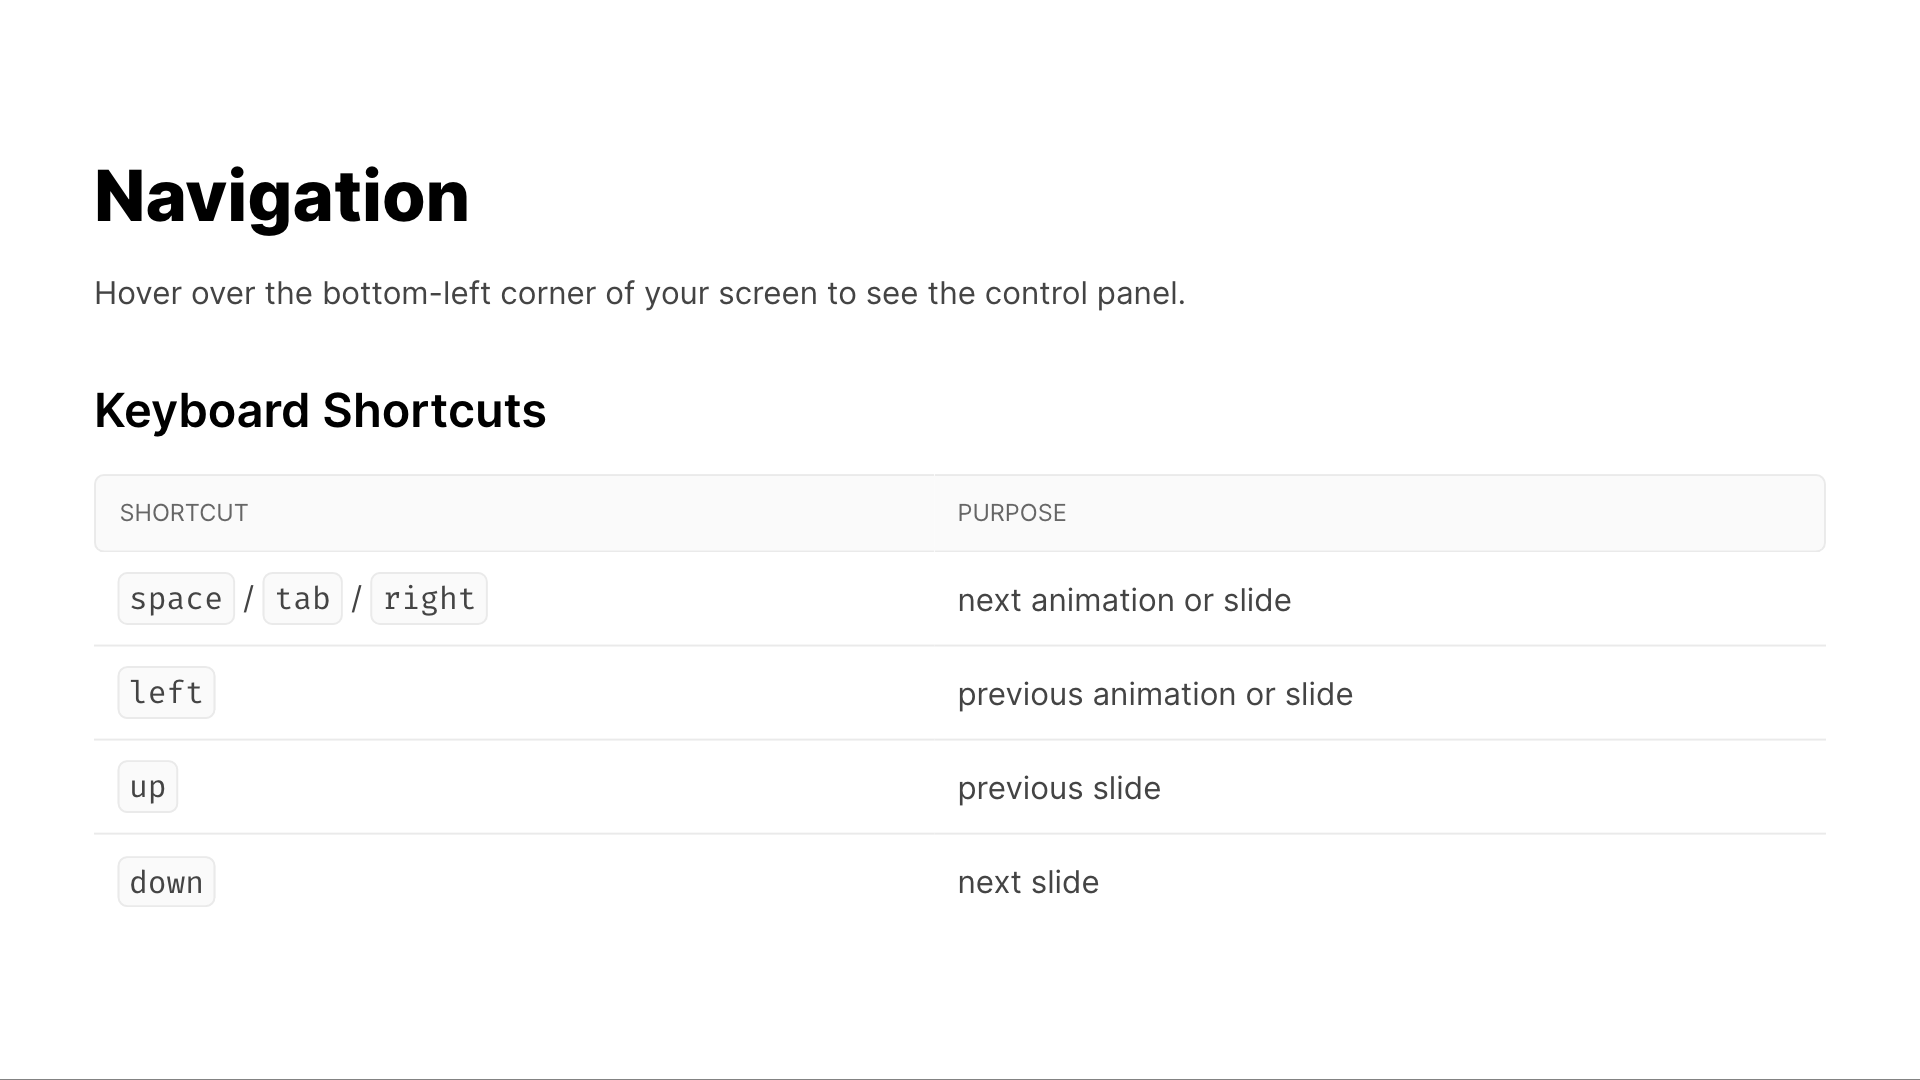 Navigation
Hover over the bottom-left corner of your screen to see the control panel.
Keyboard Shortcuts
SHORTCUT PURPOSE
space / tab / right next animation or slide
left previous animation or slide
up previous slide
down next slide